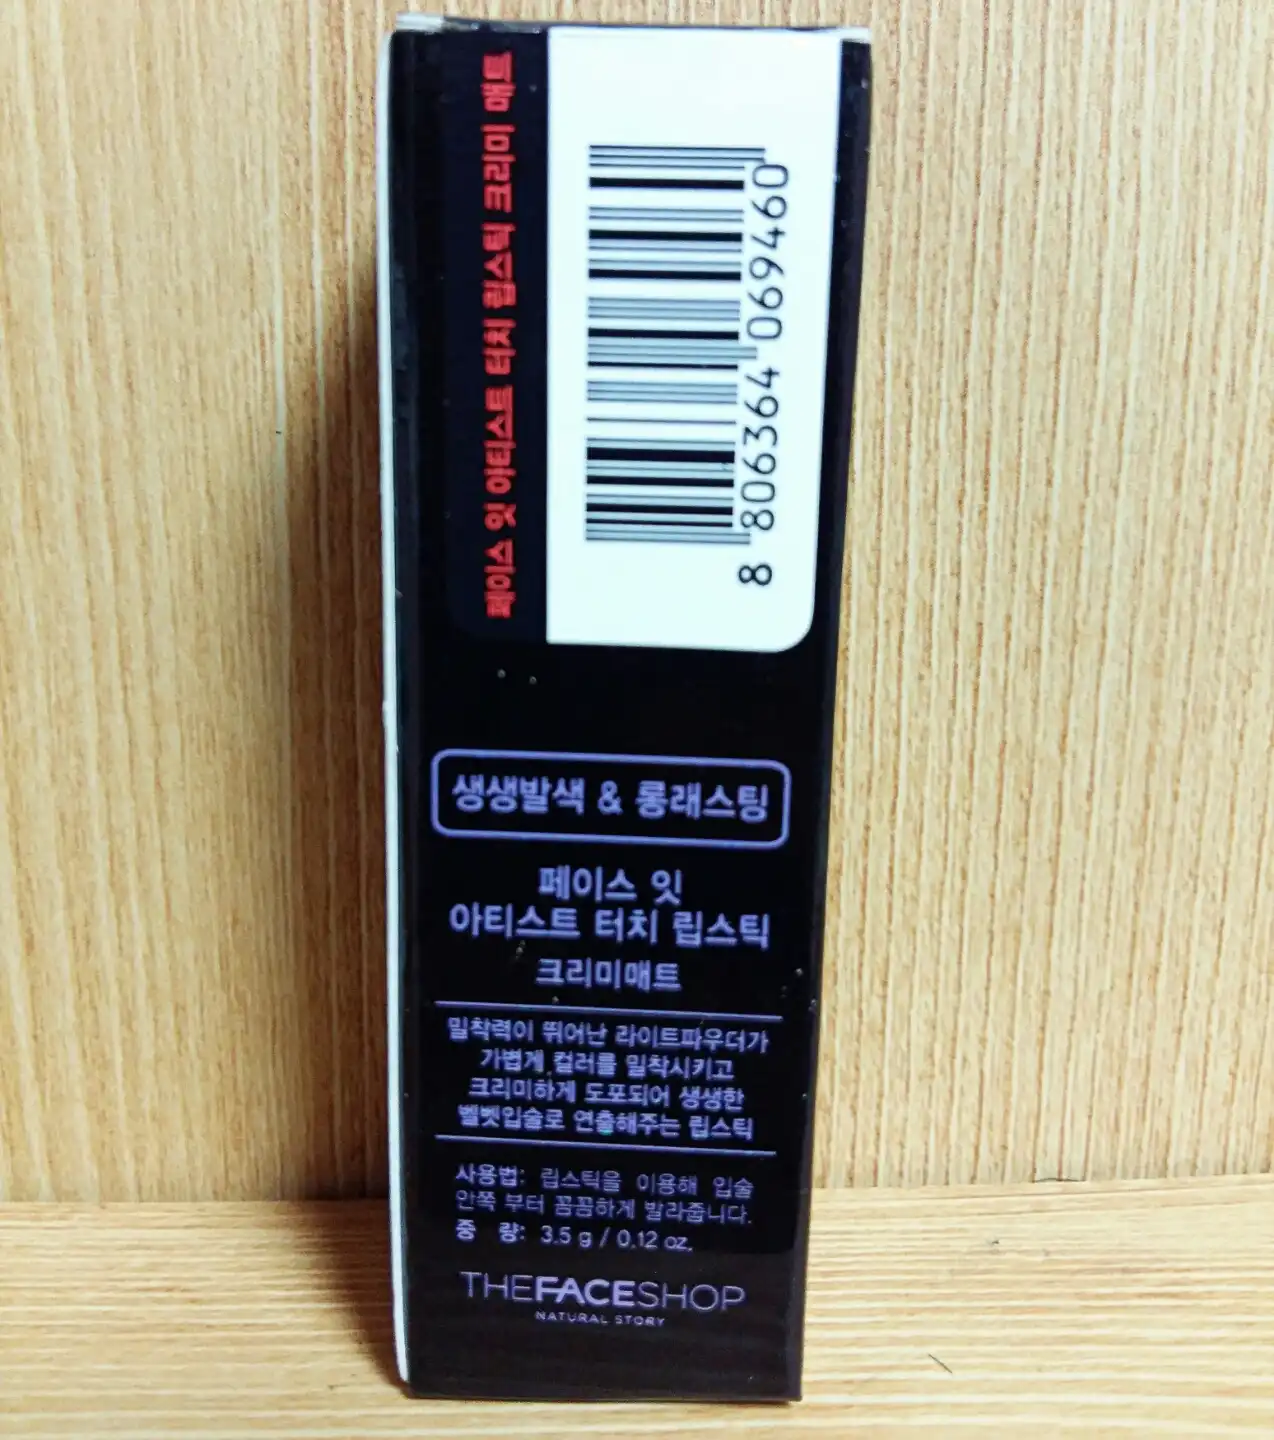 페이스 잇 아티스트 터치 립스틱 크리미 매트
8 806364 069460
생생발색 & 롱래스팅
페이스 잇
아티스트 터치 립스틱
크리미매트
밀착력이 뛰어난 라이트파우더가
가볍게 컬러를 밀착시키고
크리미하게 도포되어 생생한
벨벳입술로 연출해주는 립스틱
사용법: 립스틱을 이용해 입술
안쪽 부터 꼼꼼하게 발라줍니다.
중 량: 3.5 g / 0.12 oz.
THEFACESHOP
NATURAL STORY